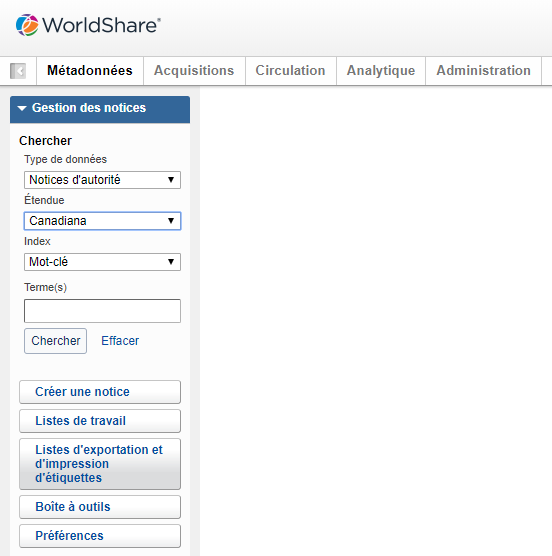 WorldShare®
Métadonnées Acquisitions Circulation Analytique Administration
Gestion des notices
Chercher
Type de données
Notices d'autorité
Étendue
Canadiana
Index
Mot-clé
Terme(s)
Chercher Effacer
Créer une notice
Listes de travail
Listes d'exportation et
d'impression
d'étiquettes
Boîte à outils
Préférences